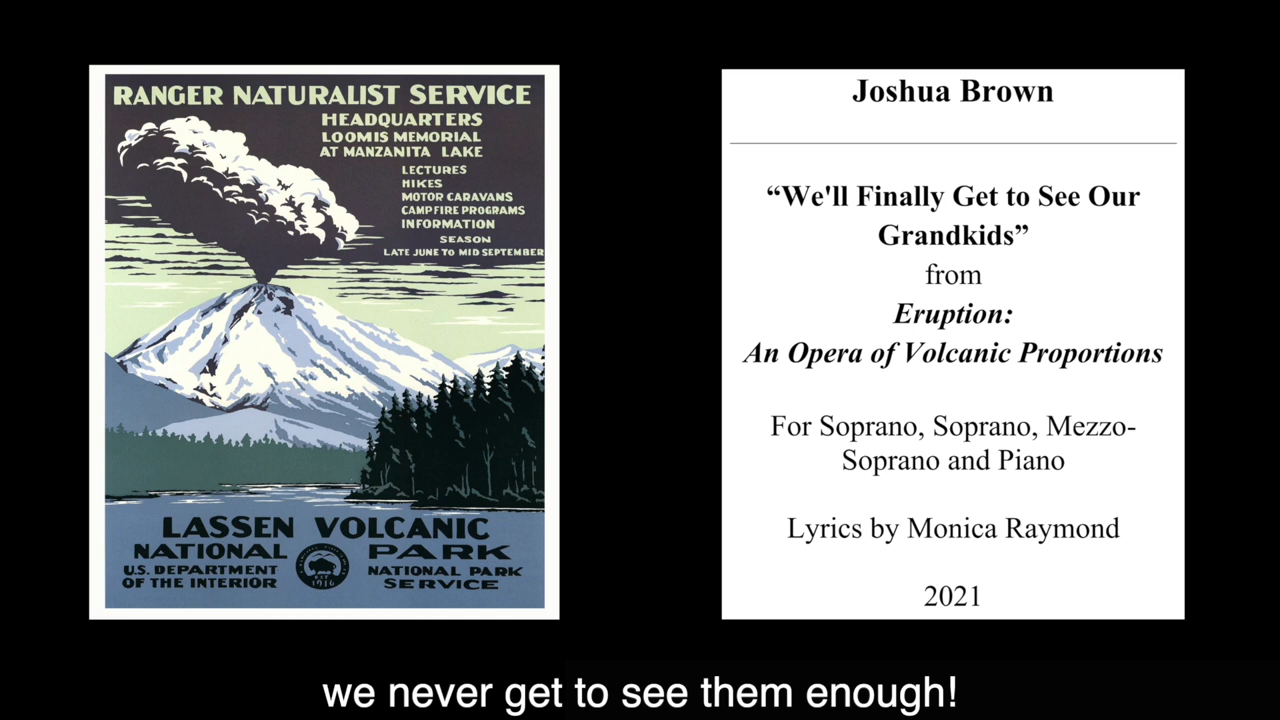 RANGER NATURALIST SERVICE
HEADQUARTERS
LOOMIS MEMORIAL
AT MANZANITA LAKE
LECTURES
HIKES
MOTOR CARAVANS
CAMPFIRE PROGRAMS
INFORMATION
SEASON
LATE JUNE TO MID SEPTEMBER
LASSEN VOLCANIC
NATIONAL PARK
U.S. DEPARTMENT
OF THE INTERIOR
1916
NATIONAL PARK
SERVICE
Joshua Brown
“We'll Finally Get to See Our
Grandkids”
from
Eruption:
An Opera of Volcanic Proportions
For Soprano, Soprano, Mezzo-
Soprano and Piano
Lyrics by Monica Raymond
2021
we never get to see them enough!